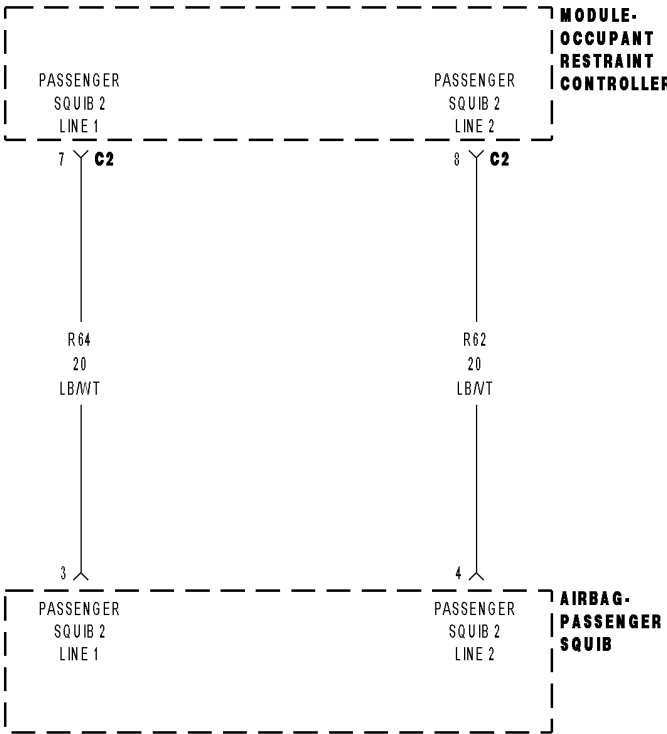 MODULE-
OCCUPANT
RESTRAINT
CONTROLLER
PASSENGER
SQUIB 2
LINE 1
PASSENGER
SQUIB 2
LINE 2
7 C2
8 C2
R64
20
LB/WT
R62
20
LB/VT
3
4
AIRBAG-
PASSENGER
SQUIB
PASSENGER
SQUIB 2
LINE 1
PASSENGER
SQUIB 2
LINE 2